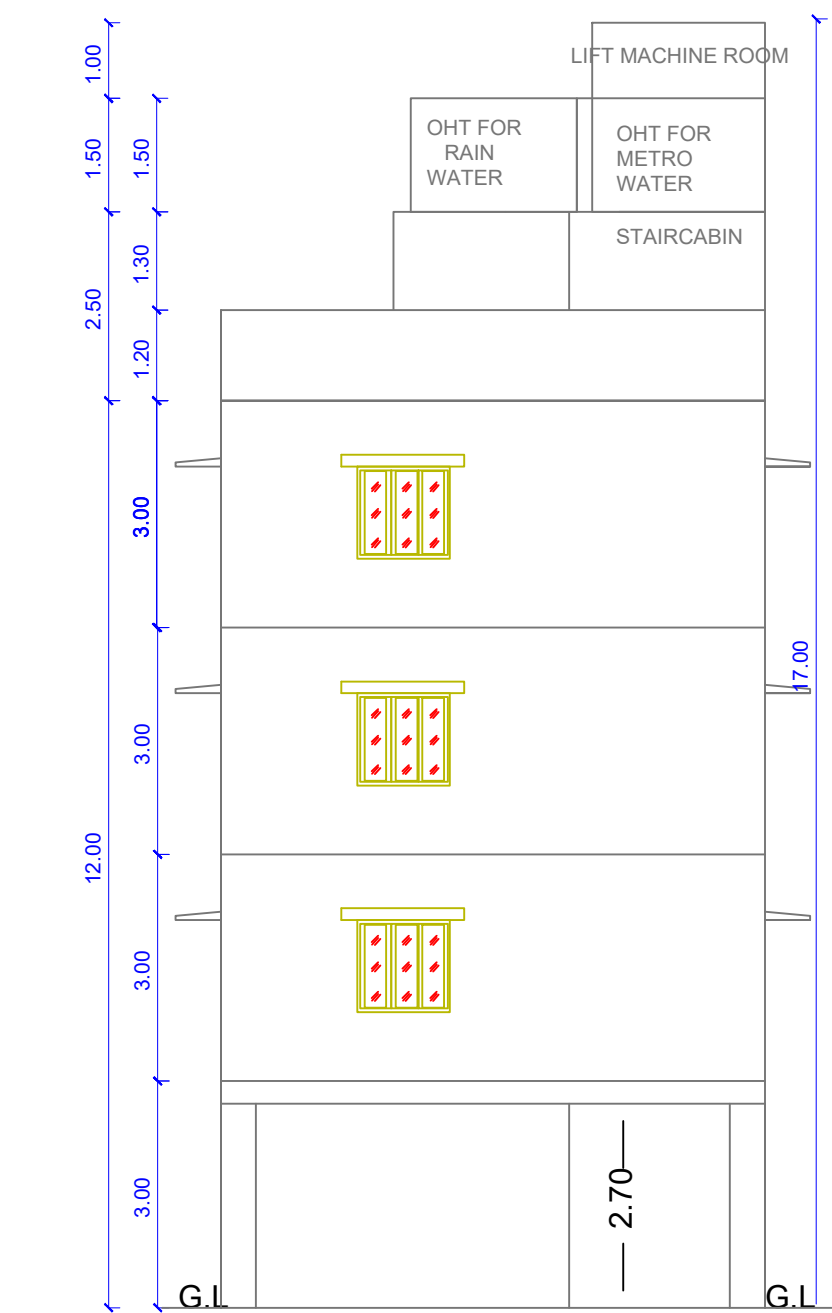 LIFT MACHINE ROOM
1.00
OHT FOR
RAIN
WATER
OHT FOR
METRO
WATER
1.50
1.50
STAIRCABIN
1.30
2.50
1.20
3.00
17.00
3.00
12.00
3.00
3.00
2.70
G.L
G.L